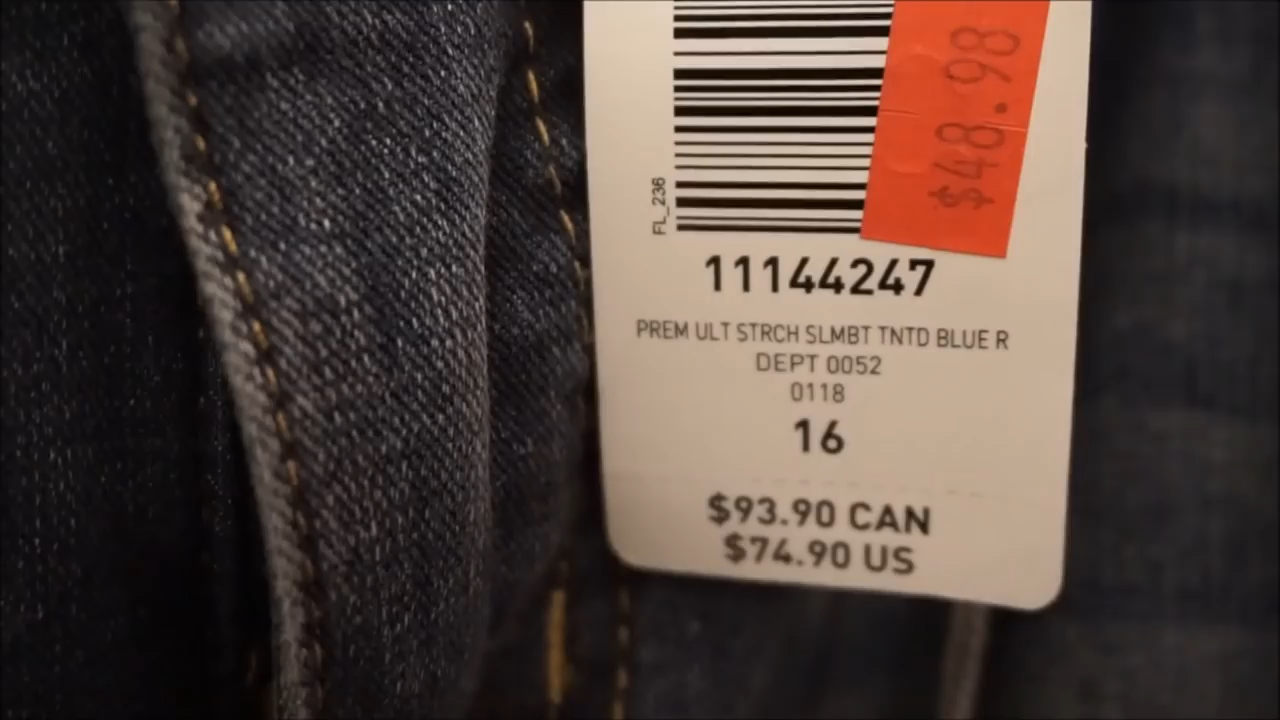 $48.98
FL_236
11144247
PREM ULT STRCH SLMBT TNTD BLUE R
DEPT 0052
0118
16
$93.90 CAN
$74.90 US